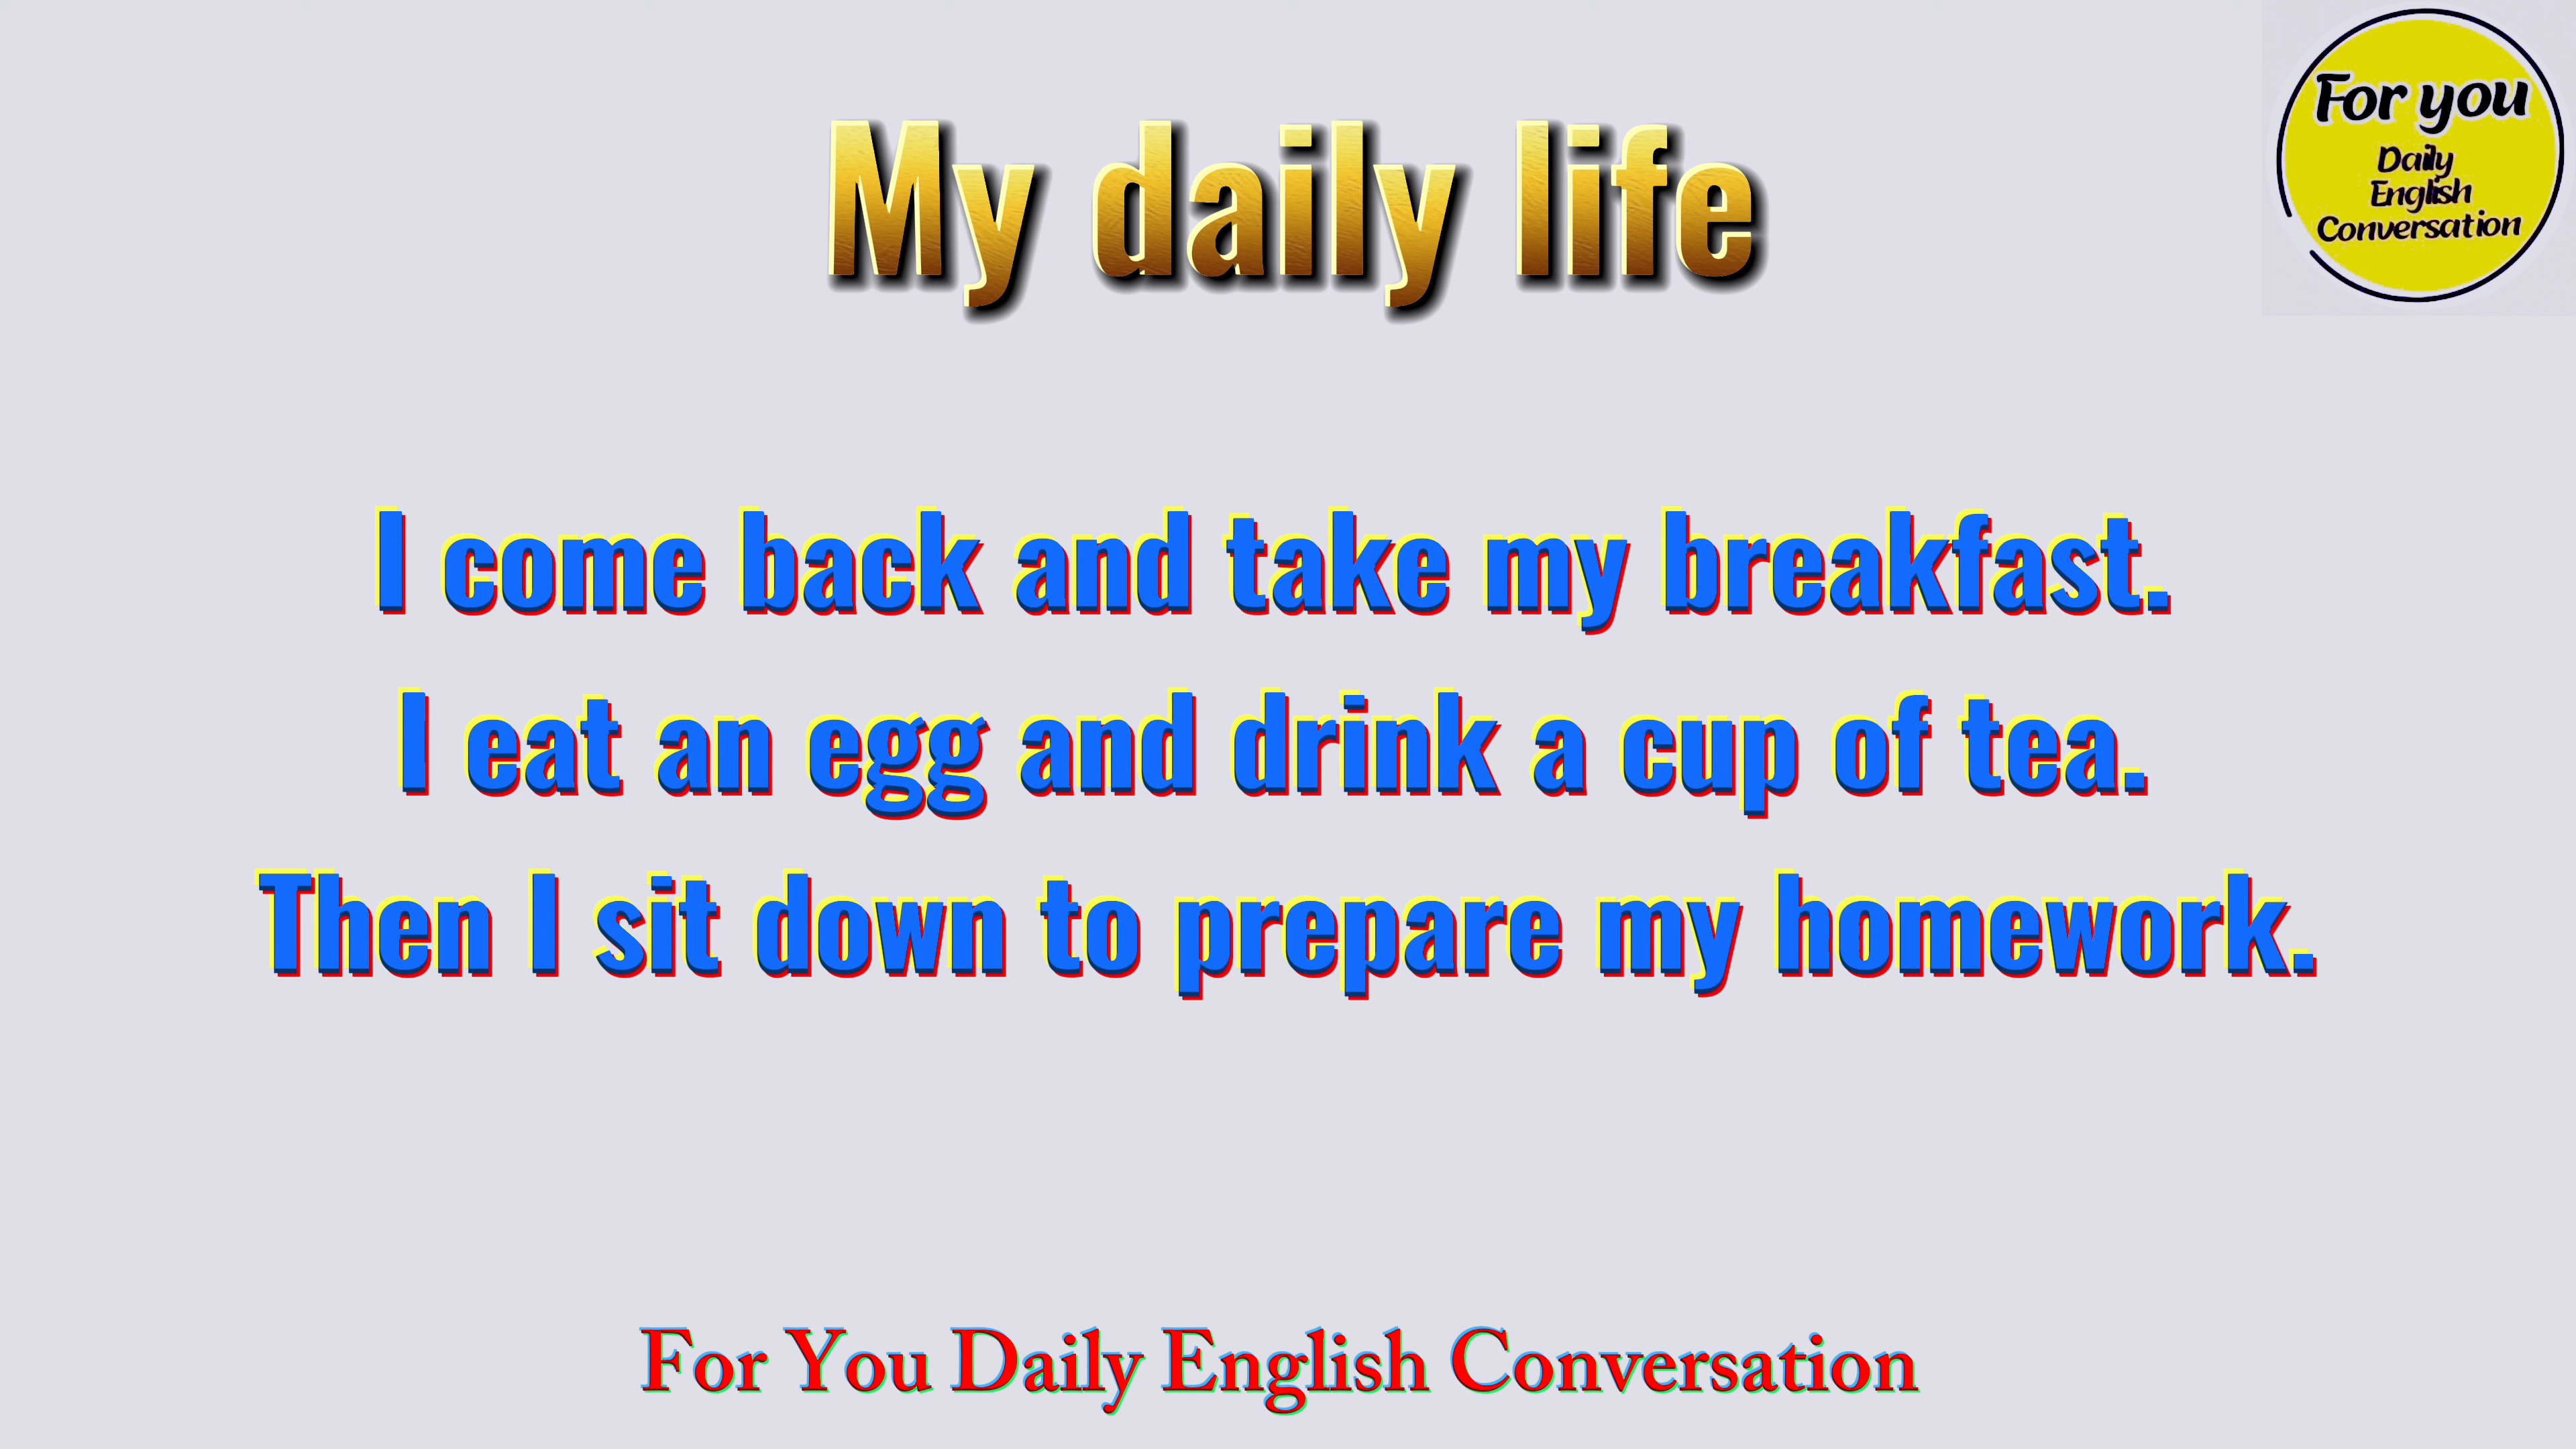 My daily life
For you
Daily
English
Conversation
I come back and take my breakfast.
I eat an egg and drink a cup of tea.
Then I sit down to prepare my homework.
For You Daily English Conversation